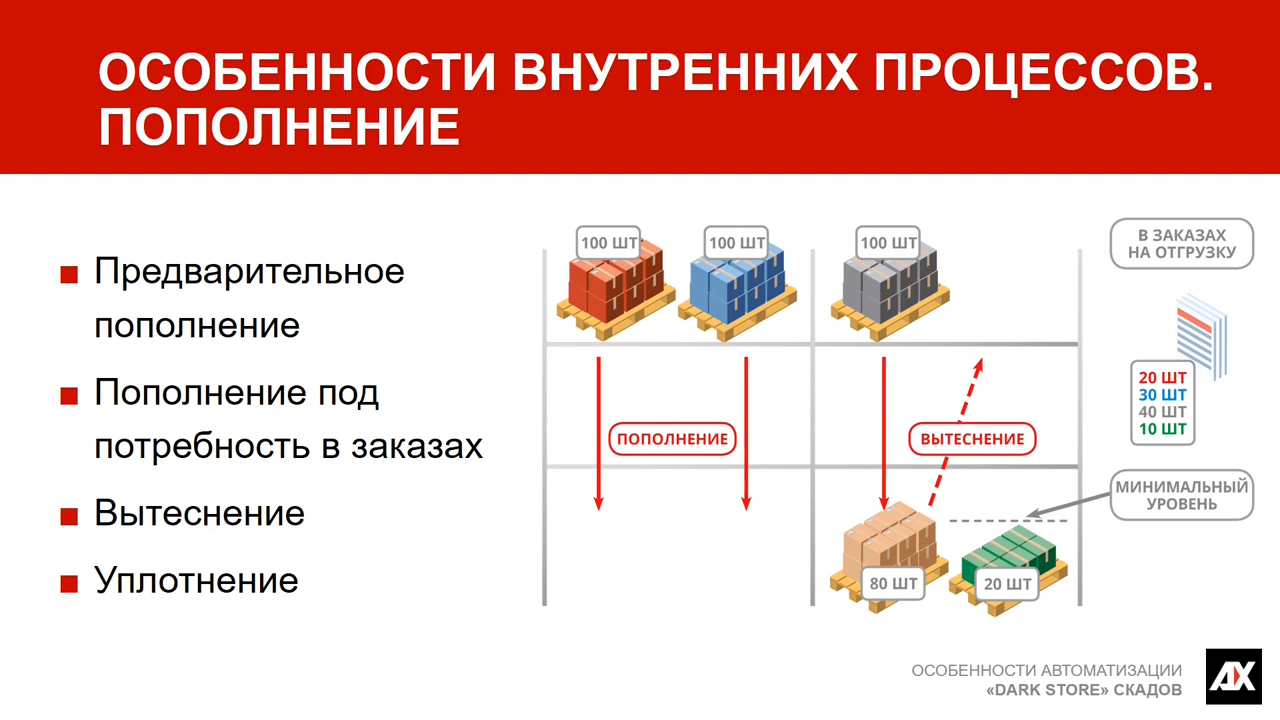 ОСОБЕННОСТИ ВНУТРЕННИХ ПРОЦЕССОВ.
ПОПОЛНЕНИЕ
Предварительное
пополнение
Пополнение под
потребность в заказах
Вытеснение
Уплотнение
100 ШТ
100 ШТ
100 ШТ
ПОПОЛНЕНИЕ
ВЫТЕСНЕНИЕ
80 ШТ
20 ШТ
В ЗАКАЗАХ
НА ОТГРУЗКУ
20 ШТ
30 ШТ
40 ШТ
10 ШТ
МИНИМАЛЬНЫЙ
УРОВЕНЬ
ОСОБЕННОСТИ АВТОМАТИЗАЦИИ
«DARK STORE» СКАДОВ
AX